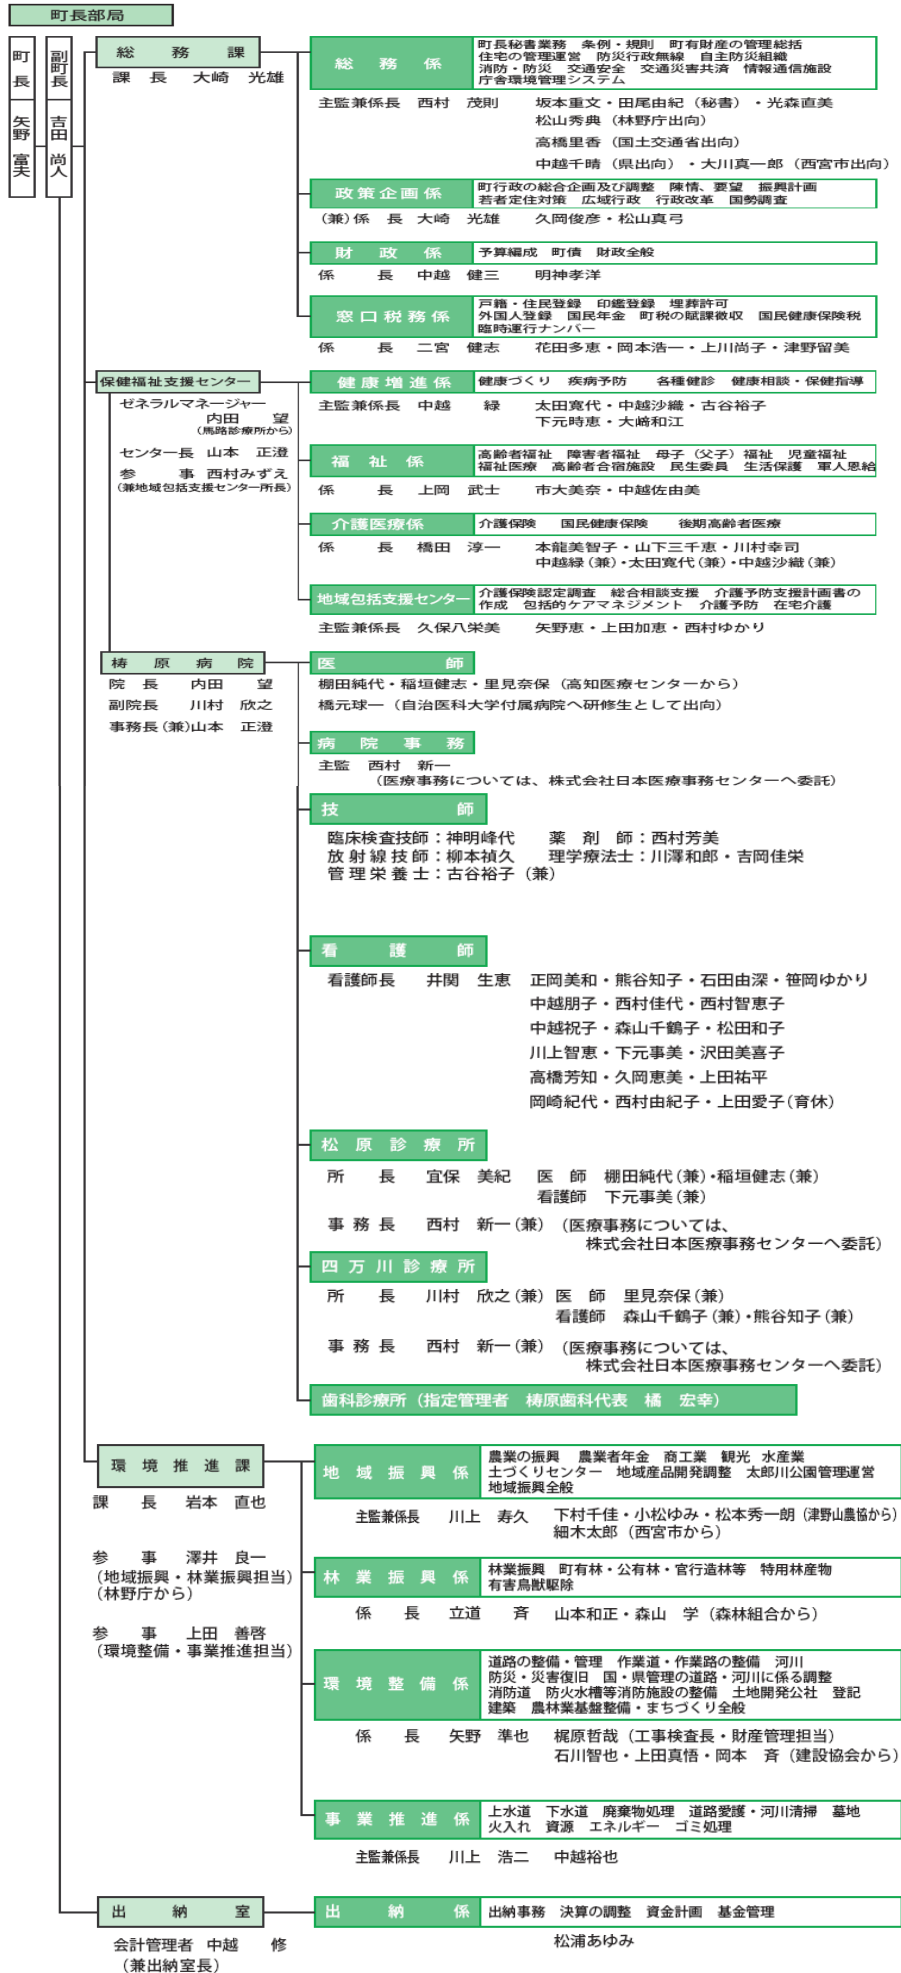 町長部局
町長 矢野富夫
副町長 吉田尚人
総務課
課長 大崎 光雄
総務係
町長秘書業務 条例・規則 町有財産の管理総括
住宅の管理運営 防災行政無線 自主防災組織
消防・防災 交通安全 交通災害共済 情報通信施設
庁舎環境管理システム
主監兼係長 西村 茂則 坂本重文・田尾由紀（秘書）・光森直美
松山秀典（林野庁出向）
高橋里香（国土交通省出向）
中越千晴（県出向）・大川真一郎（西宮市出向）
政策企画係
町行政の総合企画及び調整 陳情、要望 振興計画
若者定住対策 広域行政 行政改革 国勢調査
(兼)係長 大崎 光雄 久岡俊彦・松山真弓
財政係
予算編成 町債 財政全般
係長 中越 健三 明神孝洋
窓口税務係
戸籍・住民登録 印鑑登録 埋葬許可
外国人登録 国民年金 町税の賦課徴収 国民健康保険税
臨時運行ナンバー
係長 二宮 健志 花田多恵・岡本浩一・上川尚子・津野留美
保健福祉支援センター
ゼネラルマネージャー
内田 望
(馬路診療所から)
センター長 山本 正澄
参事 西村みずえ
(兼地域包括支援センター所長)
健康増進係
健康づくり 疾病予防 各種健診 健康相談・保健指導
主監兼係長 中越 緑 太田寛代・中越沙織・古谷裕子
下元時恵・大﨑和江
福祉係
高齢者福祉 障害者福祉 母子（父子）福祉 児童福祉
福祉医療 高齢者合宿施設 民生委員 生活保護 軍人恩給
係長 上岡 武士 市大美奈・中越佐由美
介護医療係
介護保険 国民健康保険 後期高齢者医療
係長 橋田 淳一 本龍美智子・山下三千恵・川村幸司
中越緑(兼)・太田寛代(兼)・中越沙織(兼)
地域包括支援センター
介護保険認定調査 総合相談支援 介護予防支援計画書の
作成 包括的ケアマネジメント 介護予防 在宅介護
主監兼係長 久保八栄美 矢野恵・上田加恵・西村ゆかり
梼原病院
院長 内田 望
副院長 川村 欣之
事務長(兼)山本 正澄
医師
棚田純代・稲垣健志・里見奈保（高知医療センターから）
橋元球一（自治医科大学付属病院へ研修生として出向）
病院事務
主監 西村 新一
（医療事務については、株式会社日本医療事務センターへ委託）
技師
臨床検査技師：神明峰代 薬剤師：西村芳美
放射線技師：柳本禎久 理学療法士：川澤和郎・吉岡佳栄
管理栄養士：古谷裕子（兼）
看護師
看護師長 井関 生恵 正岡美和・熊谷知子・石田由深・笹岡ゆかり
中越朋子・西村佳代・西村智恵子
中越祝子・森山千鶴子・松田和子
川上智恵・下元事美・沢田美喜子
高橋芳知・久岡恵美・上田祐平
岡崎紀代・西村由紀子・上田愛子(育休)
松原診療所
所長 宜保 美紀 医師 棚田純代(兼)・稲垣健志(兼)
看護師 下元事美(兼)
事務長 西村 新一(兼) （医療事務については、
株式会社日本医療事務センターへ委託）
四万川診療所
所長 川村 欣之(兼) 医師 里見奈保(兼)
看護師 森山千鶴子(兼)・熊谷知子(兼)
事務長 西村 新一(兼) （医療事務については、
株式会社日本医療事務センターへ委託）
歯科診療所（指定管理者 梼原歯科代表 橘 宏幸）
環境推進課
課長 岩本 直也
参事 澤井 良一
（地域振興・林業振興担当）
（林野庁から）
参事 上田 善啓
（環境整備・事業推進担当）
地域振興係
農業の振興 農業者年金 商工業 観光 水産業
土づくりセンター 地域産品開発調整 太郎川公園管理運営
地域振興全般
主監兼係長 川上 寿久 下村千佳・小松ゆみ・松本秀一朗（津野山農協から）
細木太郎（西宮市から）
林業振興係
林業振興 町有林・公有林・官行造林等 特用林産物
有害鳥獣駆除
係長 立道 斉 山本和正・森山 学（森林組合から）
環境整備係
道路の整備・管理 作業道・作業路の整備 河川
防災・災害復旧 国・県管理の道路・河川に係る調整
消防道 防火水槽等消防施設の整備 土地開発公社 登記
建築 農林業基盤整備・まちづくり全般
係長 矢野 準也 梶原哲哉（工事検査長・財産管理担当）
石川智也・上田真悟・岡本 斉（建設協会から）
事業推進係
上水道 下水道 廃棄物処理 道路愛護・河川清掃 墓地
火入れ 資源 エネルギー ゴミ処理
主監兼係長 川上 浩二 中越裕也
出納室
会計管理者 中越 修
（兼出納室長）
出納係
出納事務 決算の調整 資金計画 基金管理
松浦あゆみ